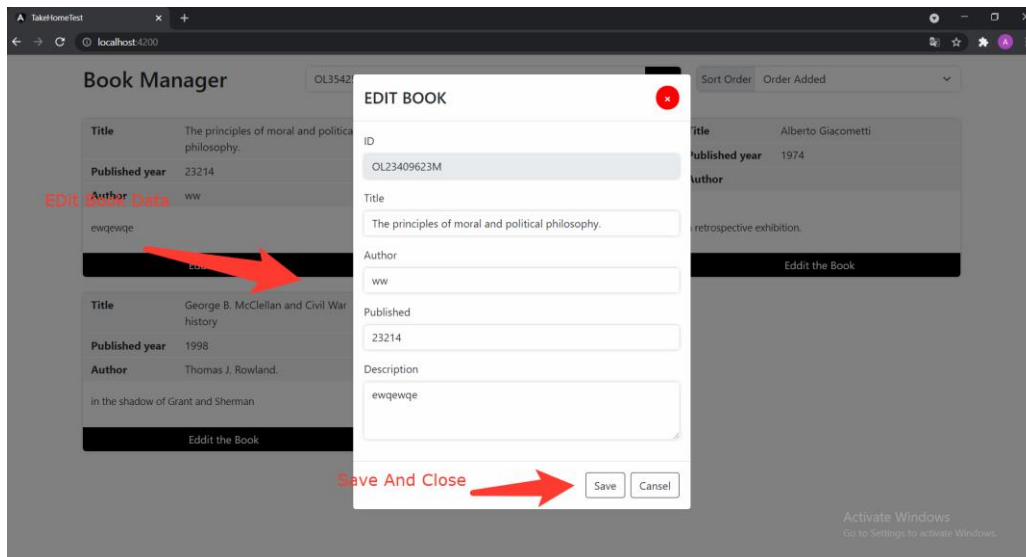 TakeHomeTest
localhost:4200
Book Manager
OL3542
Sort Order Order Added
Title The principles of moral and politica
philosophy.
Published year 23214
Author ww
ewqewqe
Title George B. McClellan and Civil War
history
Published year 1998
Author Thomas J. Rowland.
in the shadow of Grant and Sherman
Eddit the Book
EDIT BOOK
ID
OL23409623M
Title
The principles of moral and political philosophy.
Author
ww
Published
23214
Description
ewqewqe
Save Cansel
Title Alberto Giacometti
Published year 1974
Author
retrospective exhibition.
Eddit the Book
EDit Book Data
Save And Close
Activate Windows
Go to Settings to activate Windows.